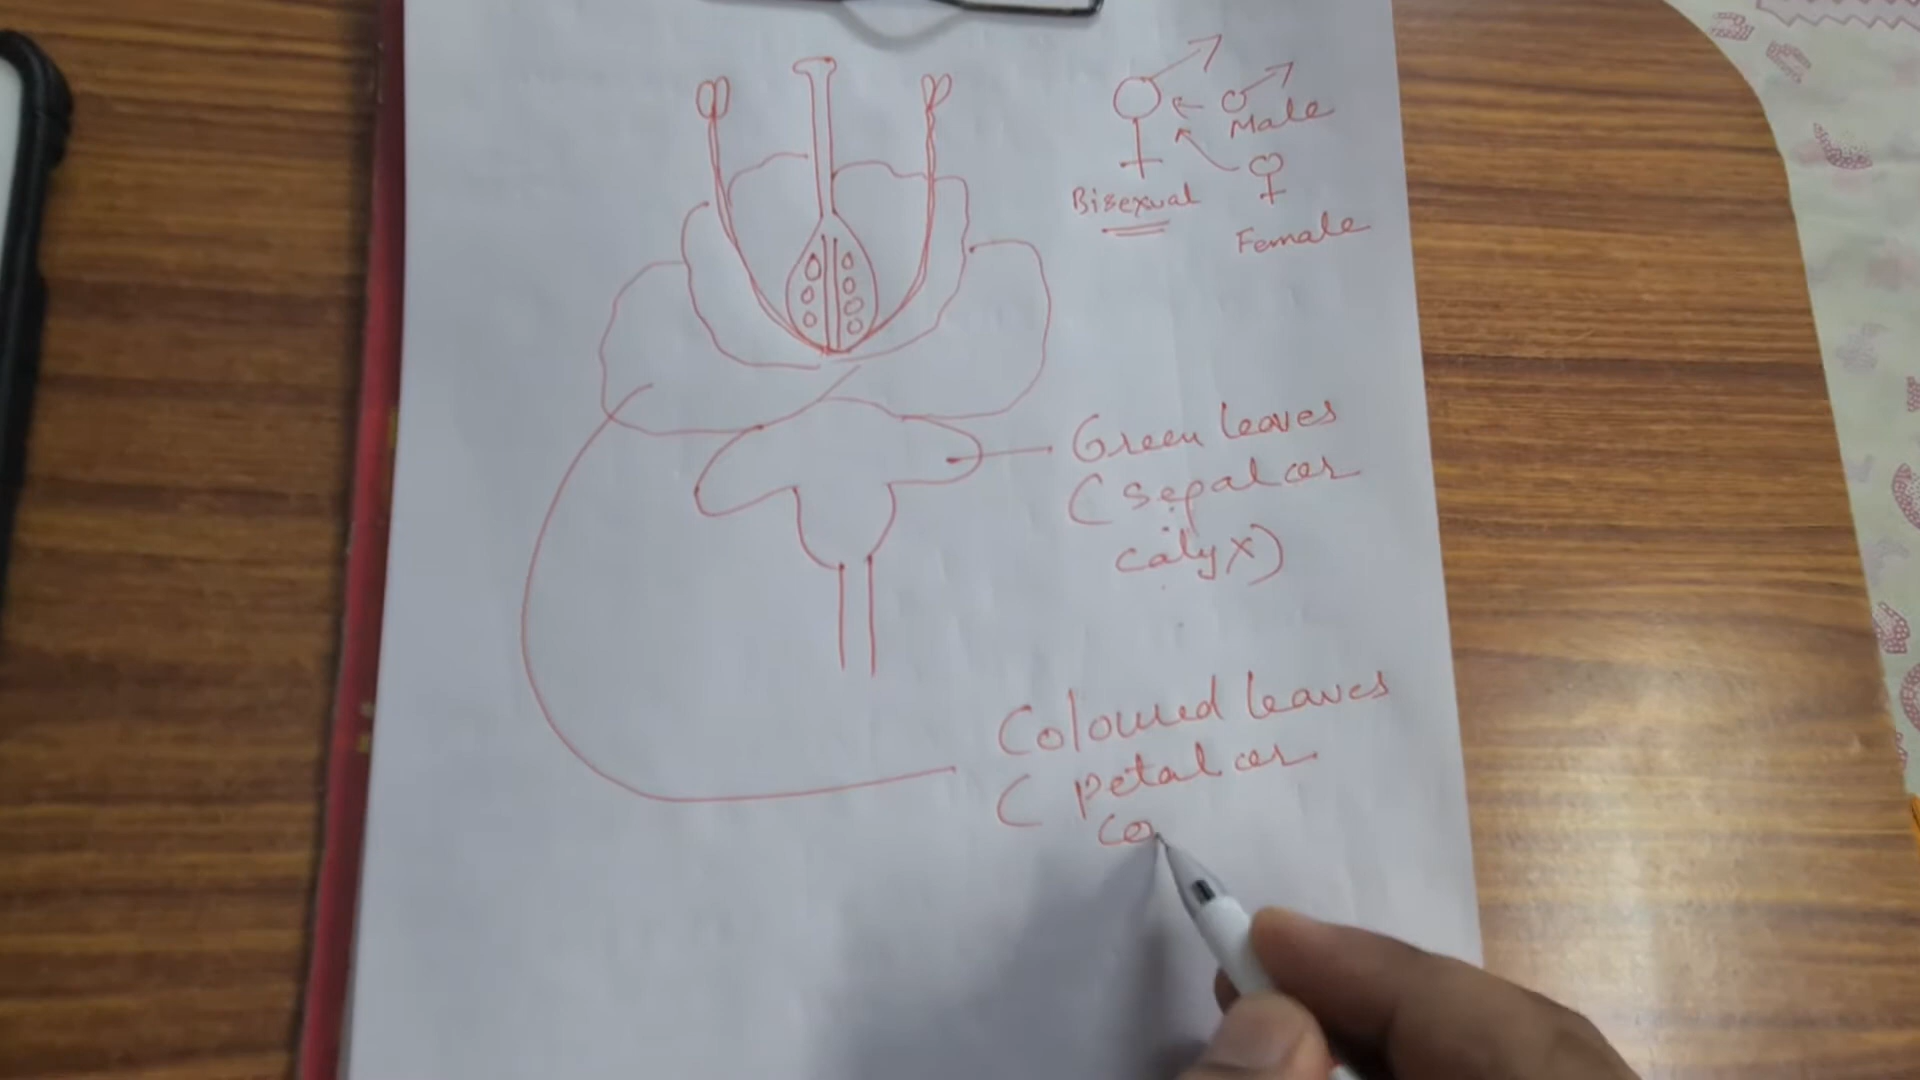 Male
Bisexual
Female
Green leaves
(sepal or
calyx)
Coloured leaves
(petal or
co